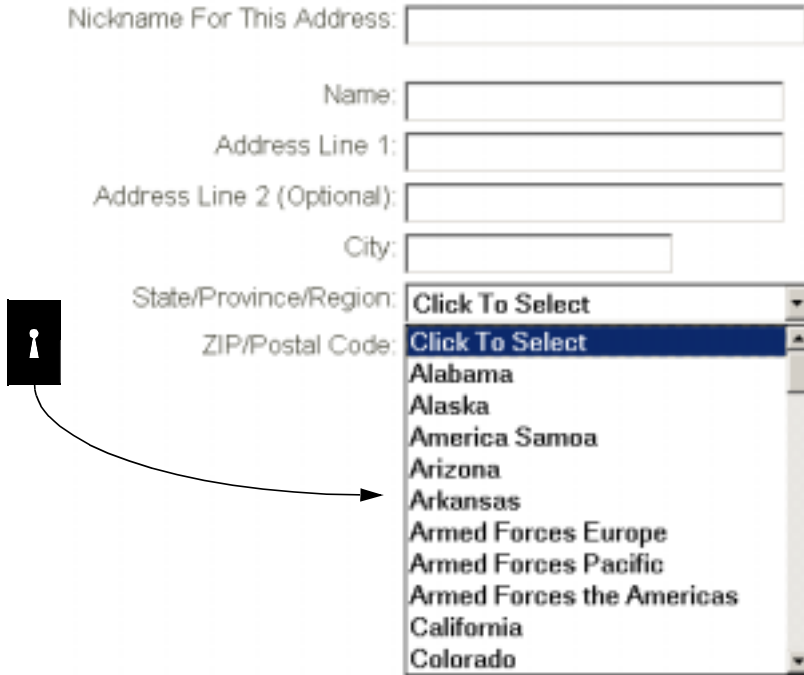 Nickname For This Address:
Name:
Address Line 1:
Address Line 2 (Optional):
City:
State/Province/Region: Click To Select
ZIP/Postal Code: Click To Select
Alabama
Alaska
America Samoa
Arizona
Arkansas
Armed Forces Europe
Armed Forces Pacific
Armed Forces the Americas
California
Colorado